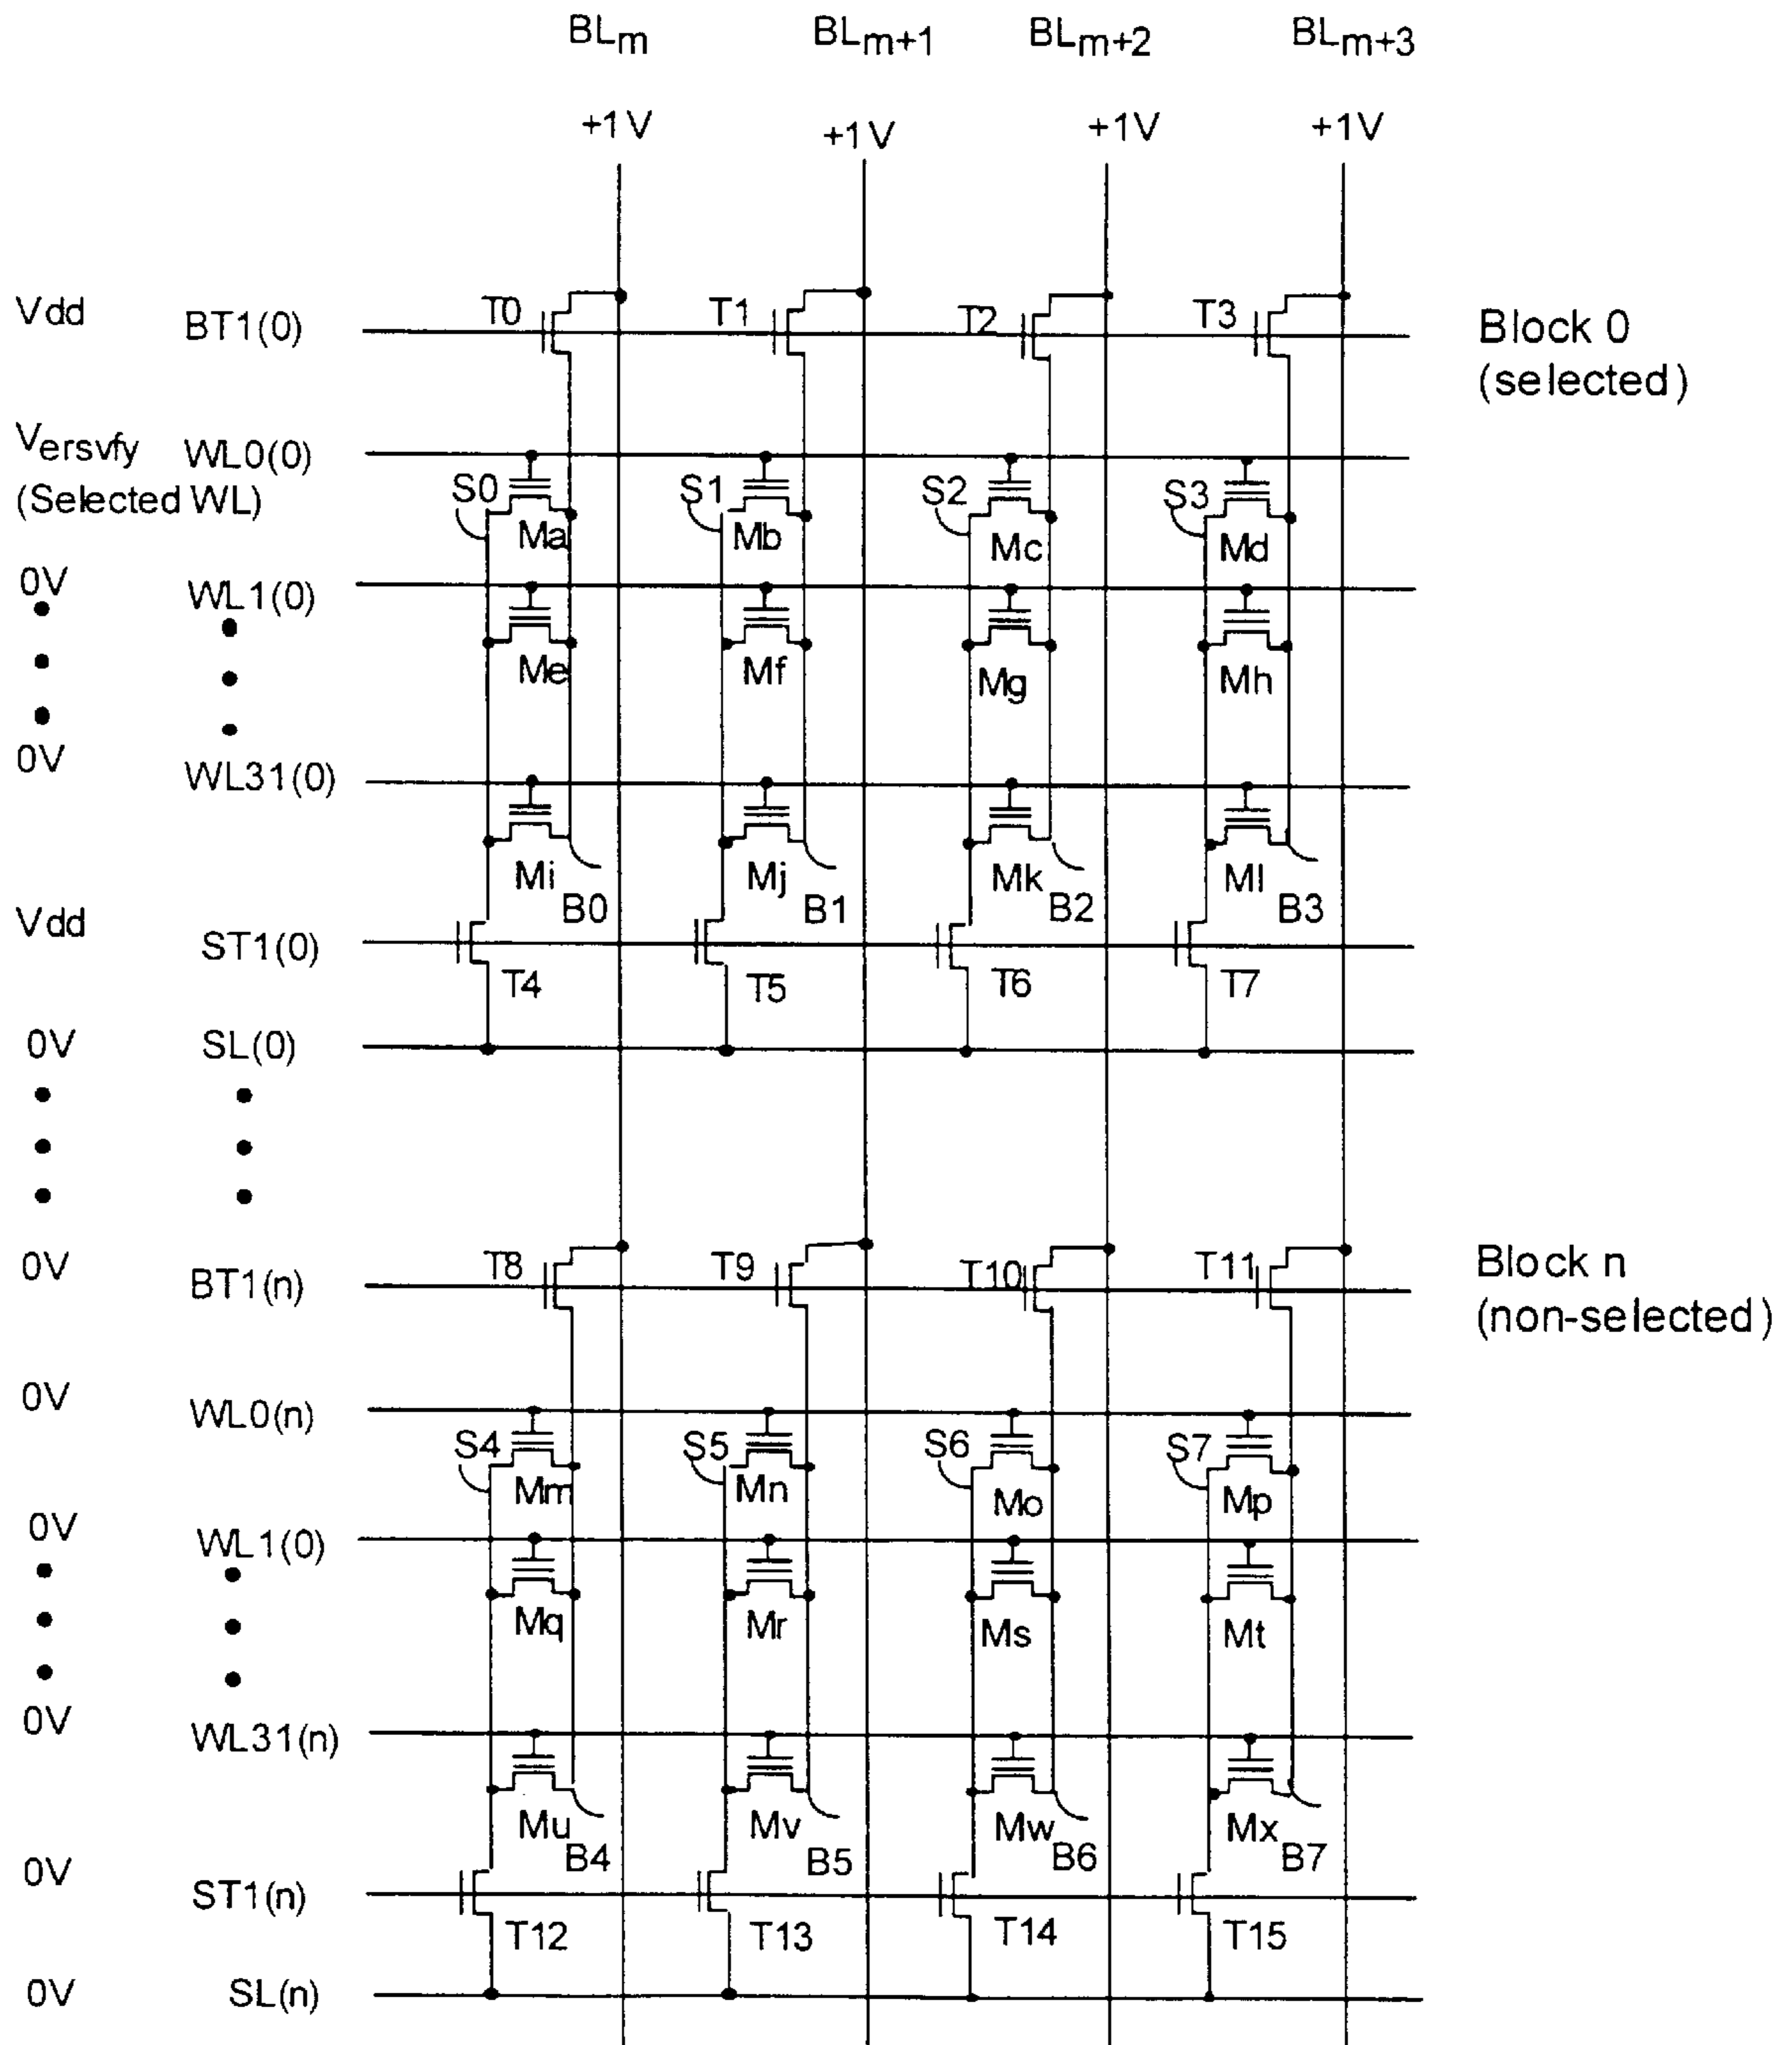 BLm BLm+1 BLm+2 BLm+3
+1V +1V +1V +1V
Vdd BT1(0) T0 T1 T2 T3 Block 0
(selected)
Versvfy WL0(0)
(Selected WL) S0 S1 S2 S3
Ma Mb Mc Md
0V WL1(0)
Me Mf Mg Mh
0V WL31(0)
Mi Mj Mk Ml
B0 B1 B2 B3
Vdd ST1(0)
T4 T5 T6 T7
0V SL(0)
0V BT1(n) T8 T9 T10 T11 Block n
(non-selected)
0V WL0(n)
S4 S5 S6 S7
Mm Mn Mo Mp
0V WL1(0)
Mq Mr Ms Mt
0V WL31(n)
Mu Mv Mw Mx
B4 B5 B6 B7
0V ST1(n)
T12 T13 T14 T15
0V SL(n)